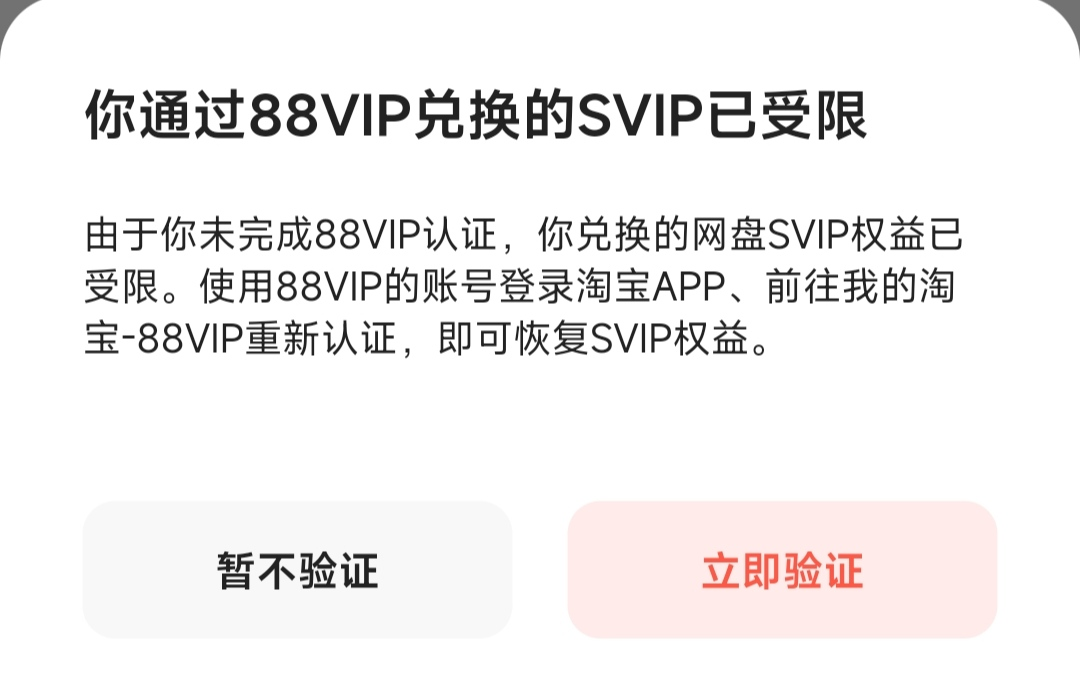 你通过88VIP兑换的SVIP已受限
由于你未完成88VIP认证，你兑换的网盘SVIP权益已
受限。使用88VIP的账号登录淘宝APP、前往我的淘
宝-88VIP重新认证，即可恢复SVIP权益。
暂不验证
立即验证